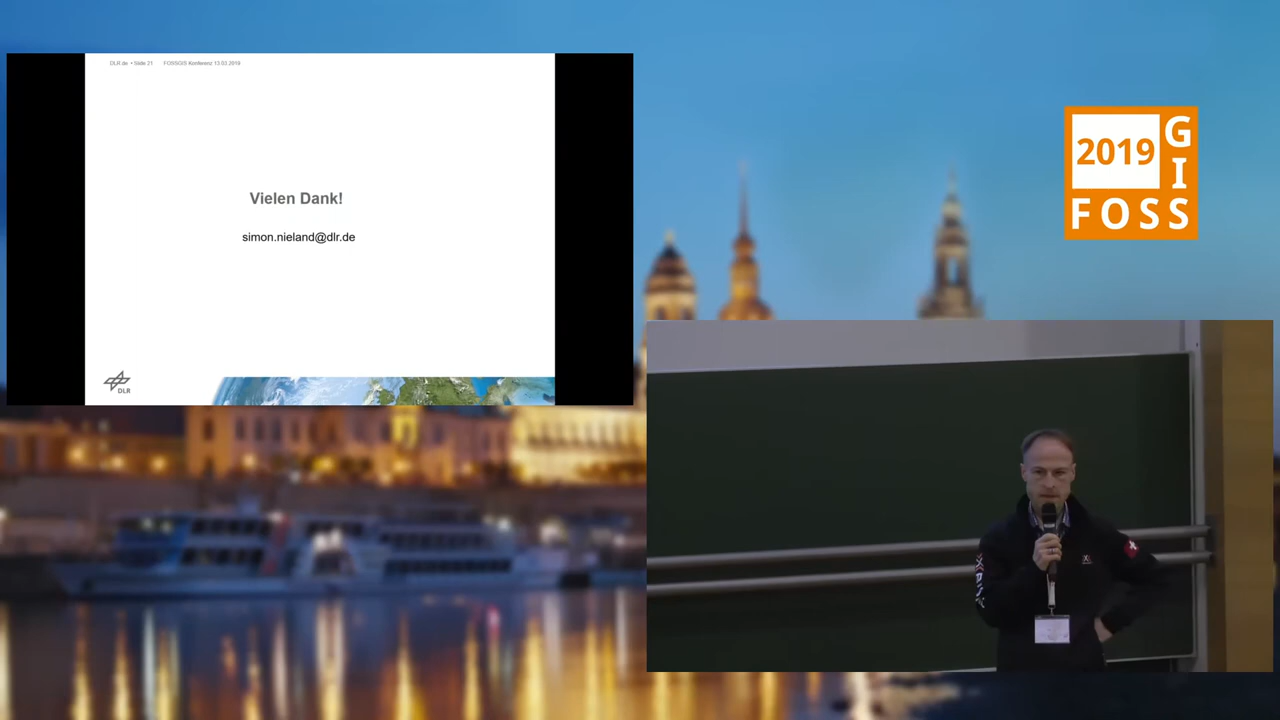 DLR.de • Slide 21 FOSSGIS Konferenz 13.03.2019
Vielen Dank!
simon.nieland@dlr.de
DLR
2019
G
I
FOSS